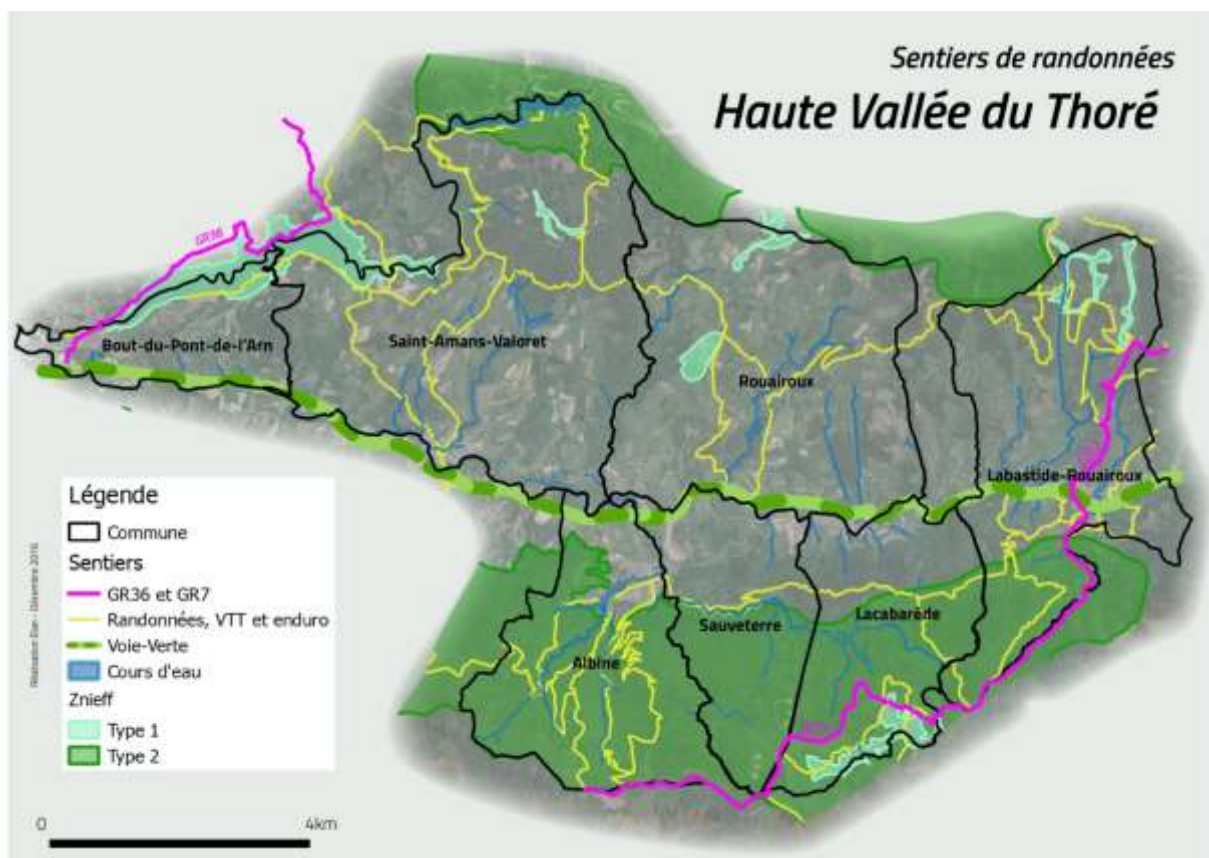 Sentiers de randonnées
Haute Vallée du Thoré
GR36
Bout-du-Pont-de-l'Arn
Saint-Amans-Valoret
Rouairoux
Labastide-Rouairoux
Sauveterre
Lacabarède
Albine
Légende
Commune
Sentiers
GR36 et GR7
Randonnées, VTT et enduro
Voie-Verte
Cours d'eau
Znieff
Type 1
Type 2
0
4km